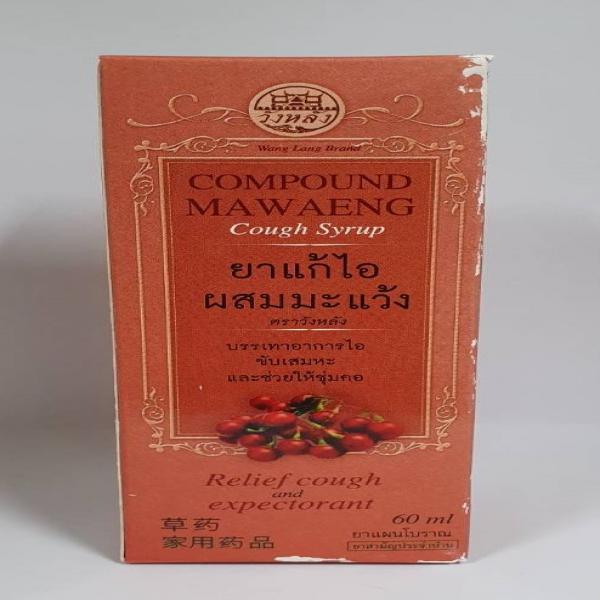 วังหลัง
Wang Lang Brand
COMPOUND
MAWAENG
Cough Syrup
ยาแก้ไอ
ผสมมะแว้ง
ตราวังหลัง
บรรเทาอาการไอ
ขับเสมหะ
และช่วยให้ชุ่มคอ
Relief cough
and
expectorant
草药
家用药品
60 ml
ยาแผนโบราณ
ยาสามัญประจำบ้าน